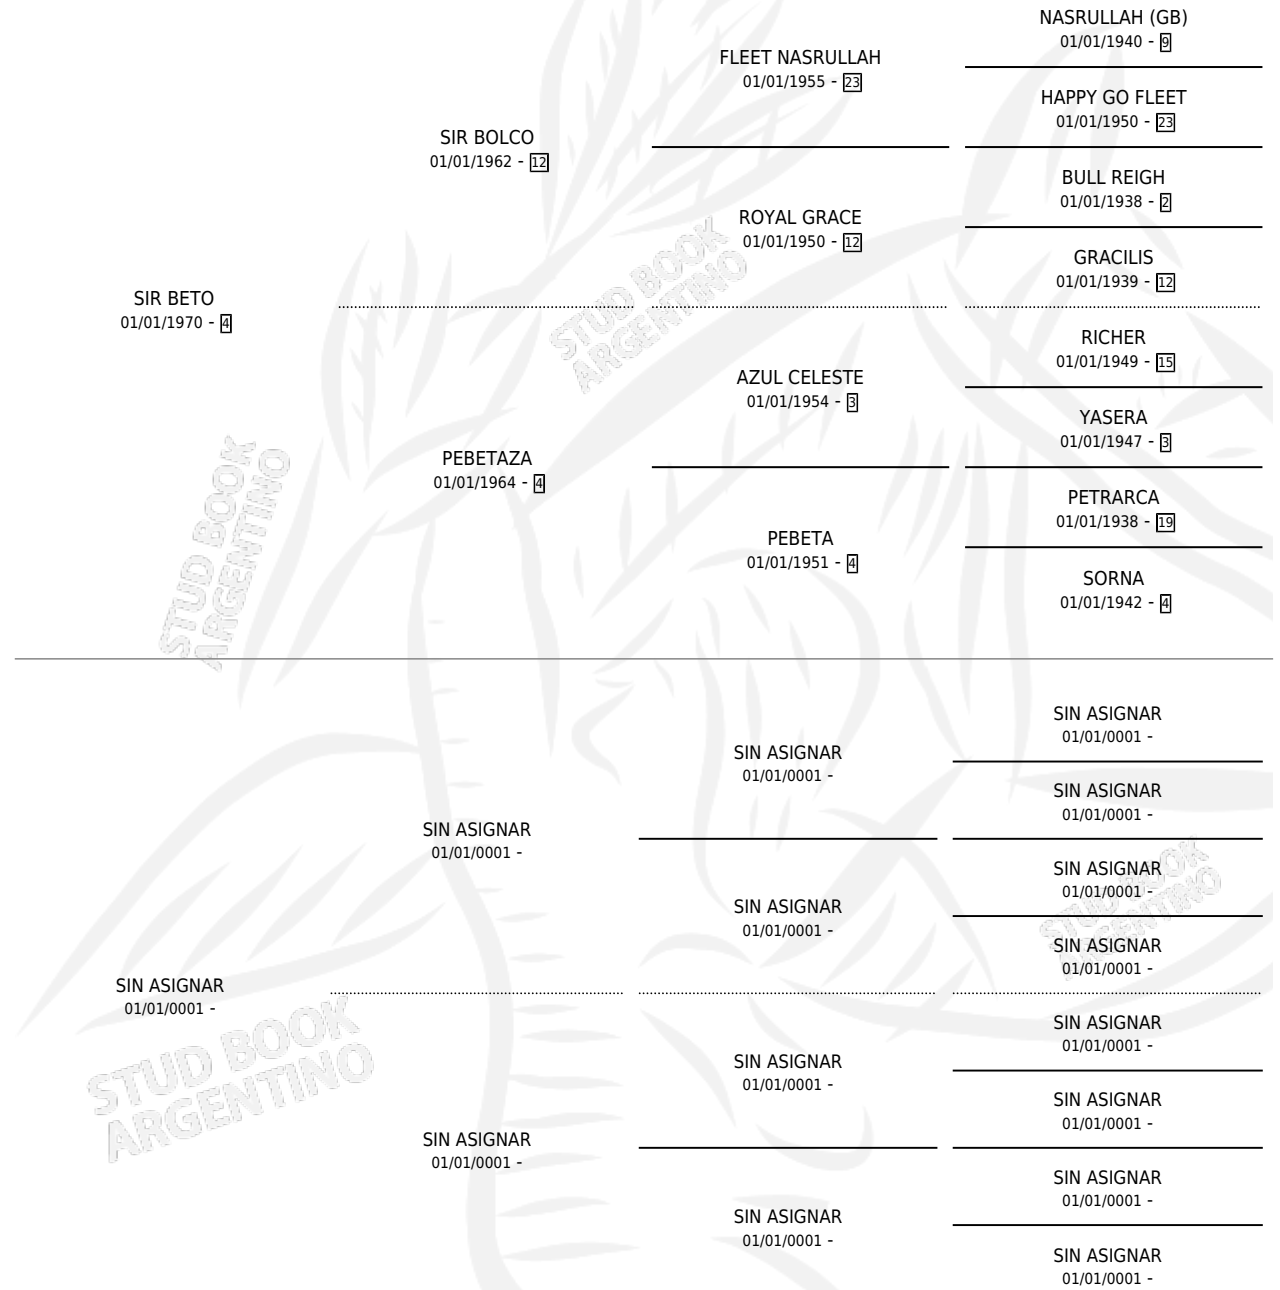 NASRULLAH (GB)
01/01/1940 - 9
FLEET NASRULLAH
01/01/1955 - 23
HAPPY GO FLEET
01/01/1950 - 23
SIR BOLCO
01/01/1962 - 12
BULL REIGH
01/01/1938 - 2
ROYAL GRACE
01/01/1950 - 12
GRACILIS
01/01/1939 - 12
SIR BETO
01/01/1970 - 4
RICHER
01/01/1949 - 15
AZUL CELESTE
01/01/1954 - 3
YASERA
01/01/1947 - 3
PEBETAZA
01/01/1964 - 4
PETRARCA
01/01/1938 - 19
PEBETA
01/01/1951 - 4
SORNA
01/01/1942 - 4
STUD BOOK
ARGENTINO
STUD BOOK
ARGENTINO
SIN ASIGNAR
01/01/0001 -
SIN ASIGNAR
01/01/0001 -
SIN ASIGNAR
01/01/0001 -
SIN ASIGNAR
01/01/0001 -
SIN ASIGNAR
01/01/0001 -
SIN ASIGNAR
01/01/0001 -
SIN ASIGNAR
01/01/0001 -
SIN ASIGNAR
01/01/0001 -
SIN ASIGNAR
01/01/0001 -
SIN ASIGNAR
01/01/0001 -
SIN ASIGNAR
01/01/0001 -
SIN ASIGNAR
01/01/0001 -
SIN ASIGNAR
01/01/0001 -
SIN ASIGNAR
01/01/0001 -
SIN ASIGNAR
01/01/0001 -
STUD BOOK
ARGENTINO
STUD BOOK
ARGENTINO